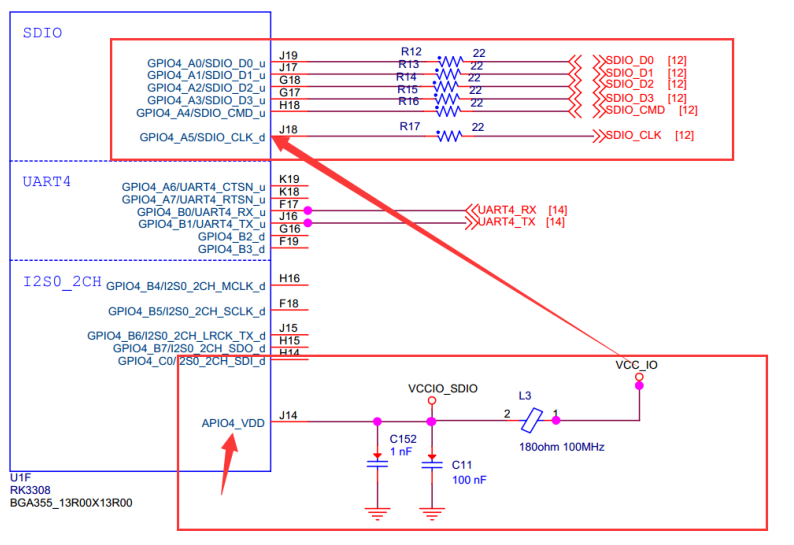 SDIO
GPIO4_A0/SDIO_D0_u J19 R12 22 SDIO_D0 [12]
GPIO4_A1/SDIO_D1_u J17 R13 22 SDIO_D1 [12]
GPIO4_A2/SDIO_D2_u G18 R14 22 SDIO_D2 [12]
GPIO4_A3/SDIO_D3_u G17 R15 22 SDIO_D3 [12]
GPIO4_A4/SDIO_CMD_u H18 R16 22 SDIO_CMD [12]
GPIO4_A5/SDIO_CLK_d J18 R17 22 SDIO_CLK [12]
UART4
GPIO4_A6/UART4_CTSN_u K19
GPIO4_A7/UART4_RTSN_u K18
GPIO4_B0/UART4_RX_u F17 UART4_RX [14]
GPIO4_B1/UART4_TX_u J16 UART4_TX [14]
GPIO4_B2_d G16
GPIO4_B3_d F19
I2S0_2CH
GPIO4_B4/I2S0_2CH_MCLK_d H16
GPIO4_B5/I2S0_2CH_SCLK_d F18
GPIO4_B6/I2S0_2CH_LRCK_TX_d J15
GPIO4_B7/I2S0_2CH_SDO_d H15
GPIO4_C0/I2S0_2CH_SDI_d H14
VCC_IO
VCCIO_SDIO
L3
APIO4_VDD J14 2 1
180ohm 100MHz
C152
1 nF
C11
100 nF
U1F
RK3308
BGA355_13R00X13R00